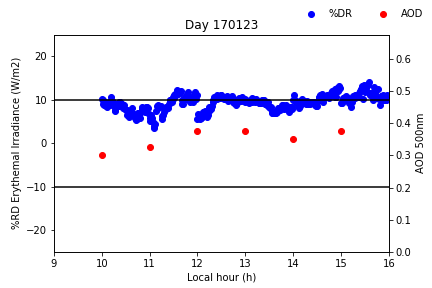 %DR AOD
Day 170123
%RD Erythemal Irradiance (W/m2)
20
10
0
−10
−20
0.6
0.5
0.4
0.3
0.2
0.1
0.0
AOD 500nm
9 10 11 12 13 14 15 16
Local hour (h)